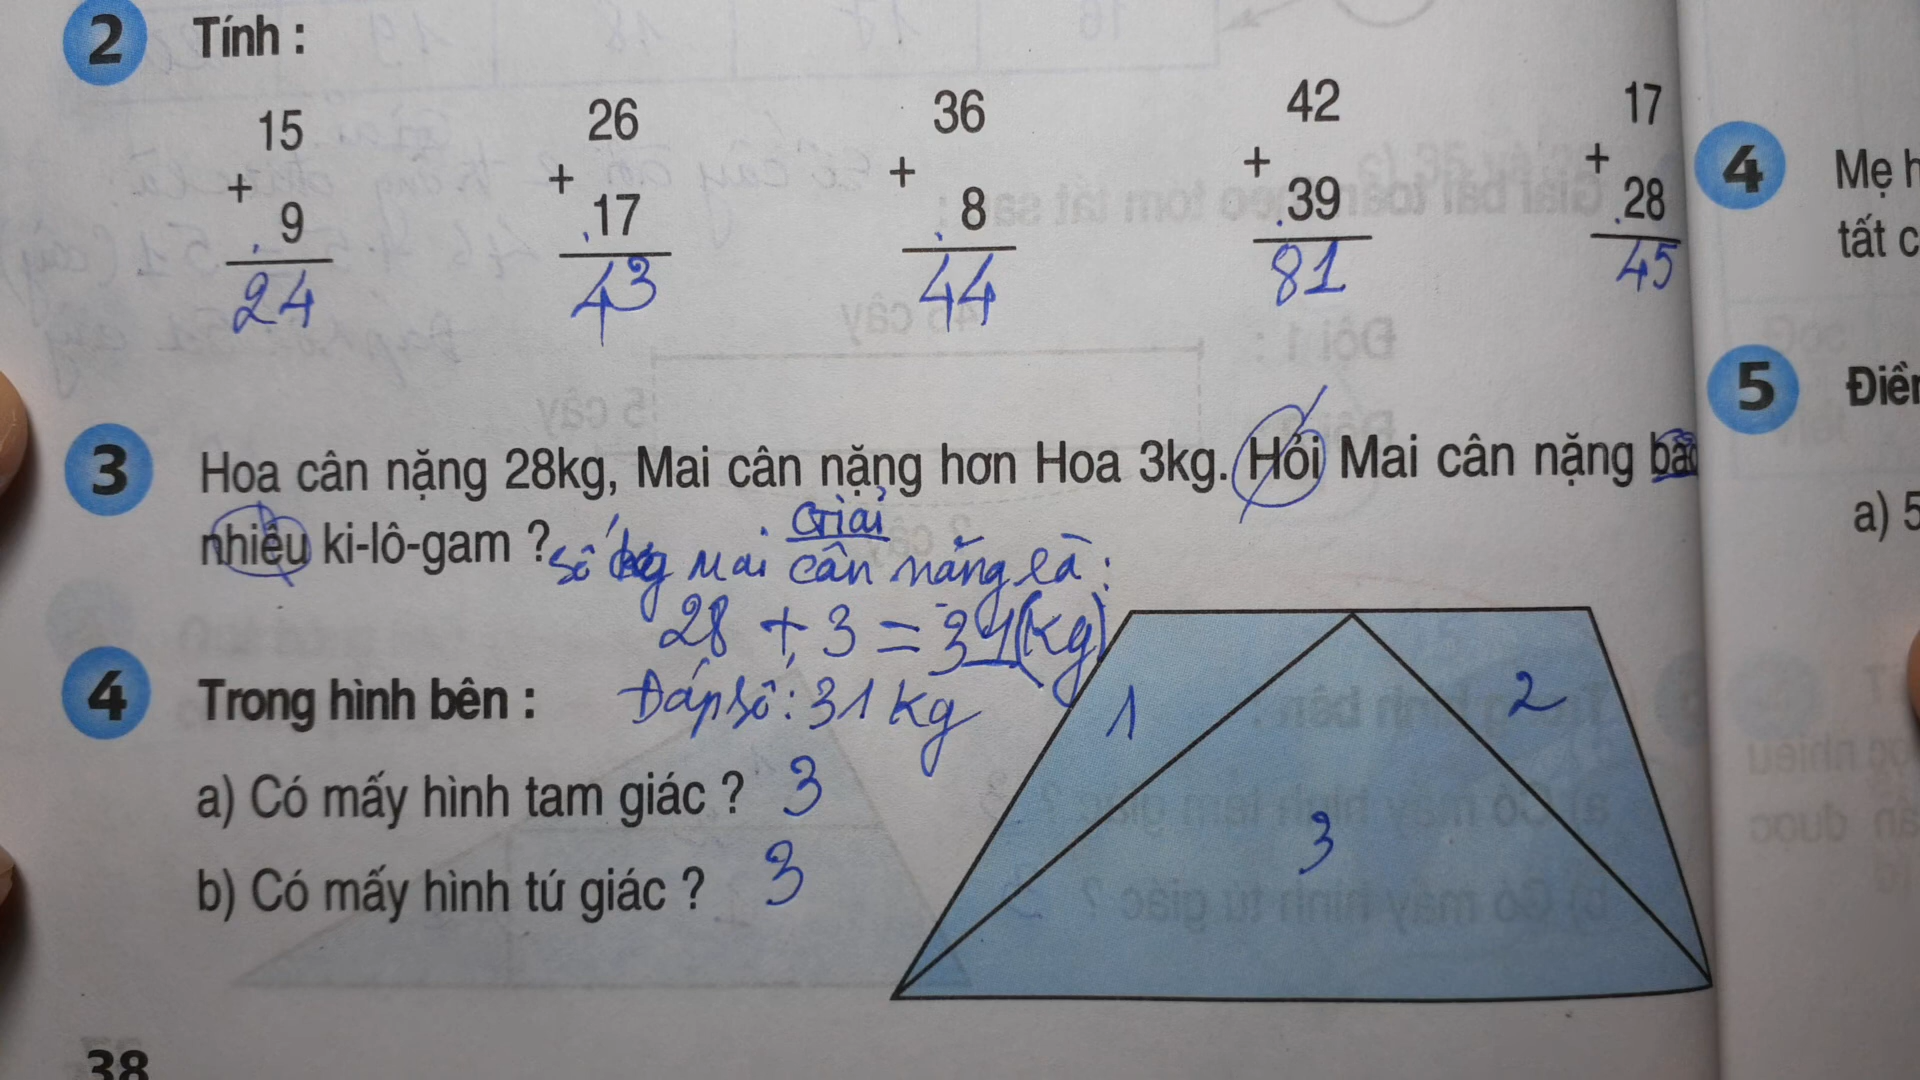 2 Tính :
15 26 36 42 17
+ + + + +
9 17 8 39 28
24 43 44 81 45
3 Hoa cân nặng 28kg, Mai cân nặng hơn Hoa 3kg. Hỏi Mai cân nặng bao
nhiêu ki-lô-gam ?
Giải
Số kg Mai cân nặng là :
28 + 3 = 31 (kg)
Đáp số : 31 kg
4 Trong hình bên :
a) Có mấy hình tam giác ? 3
b) Có mấy hình tứ giác ? 3
1 2
3
38
4 Mẹ h
tất c
5 Điền
a) 5